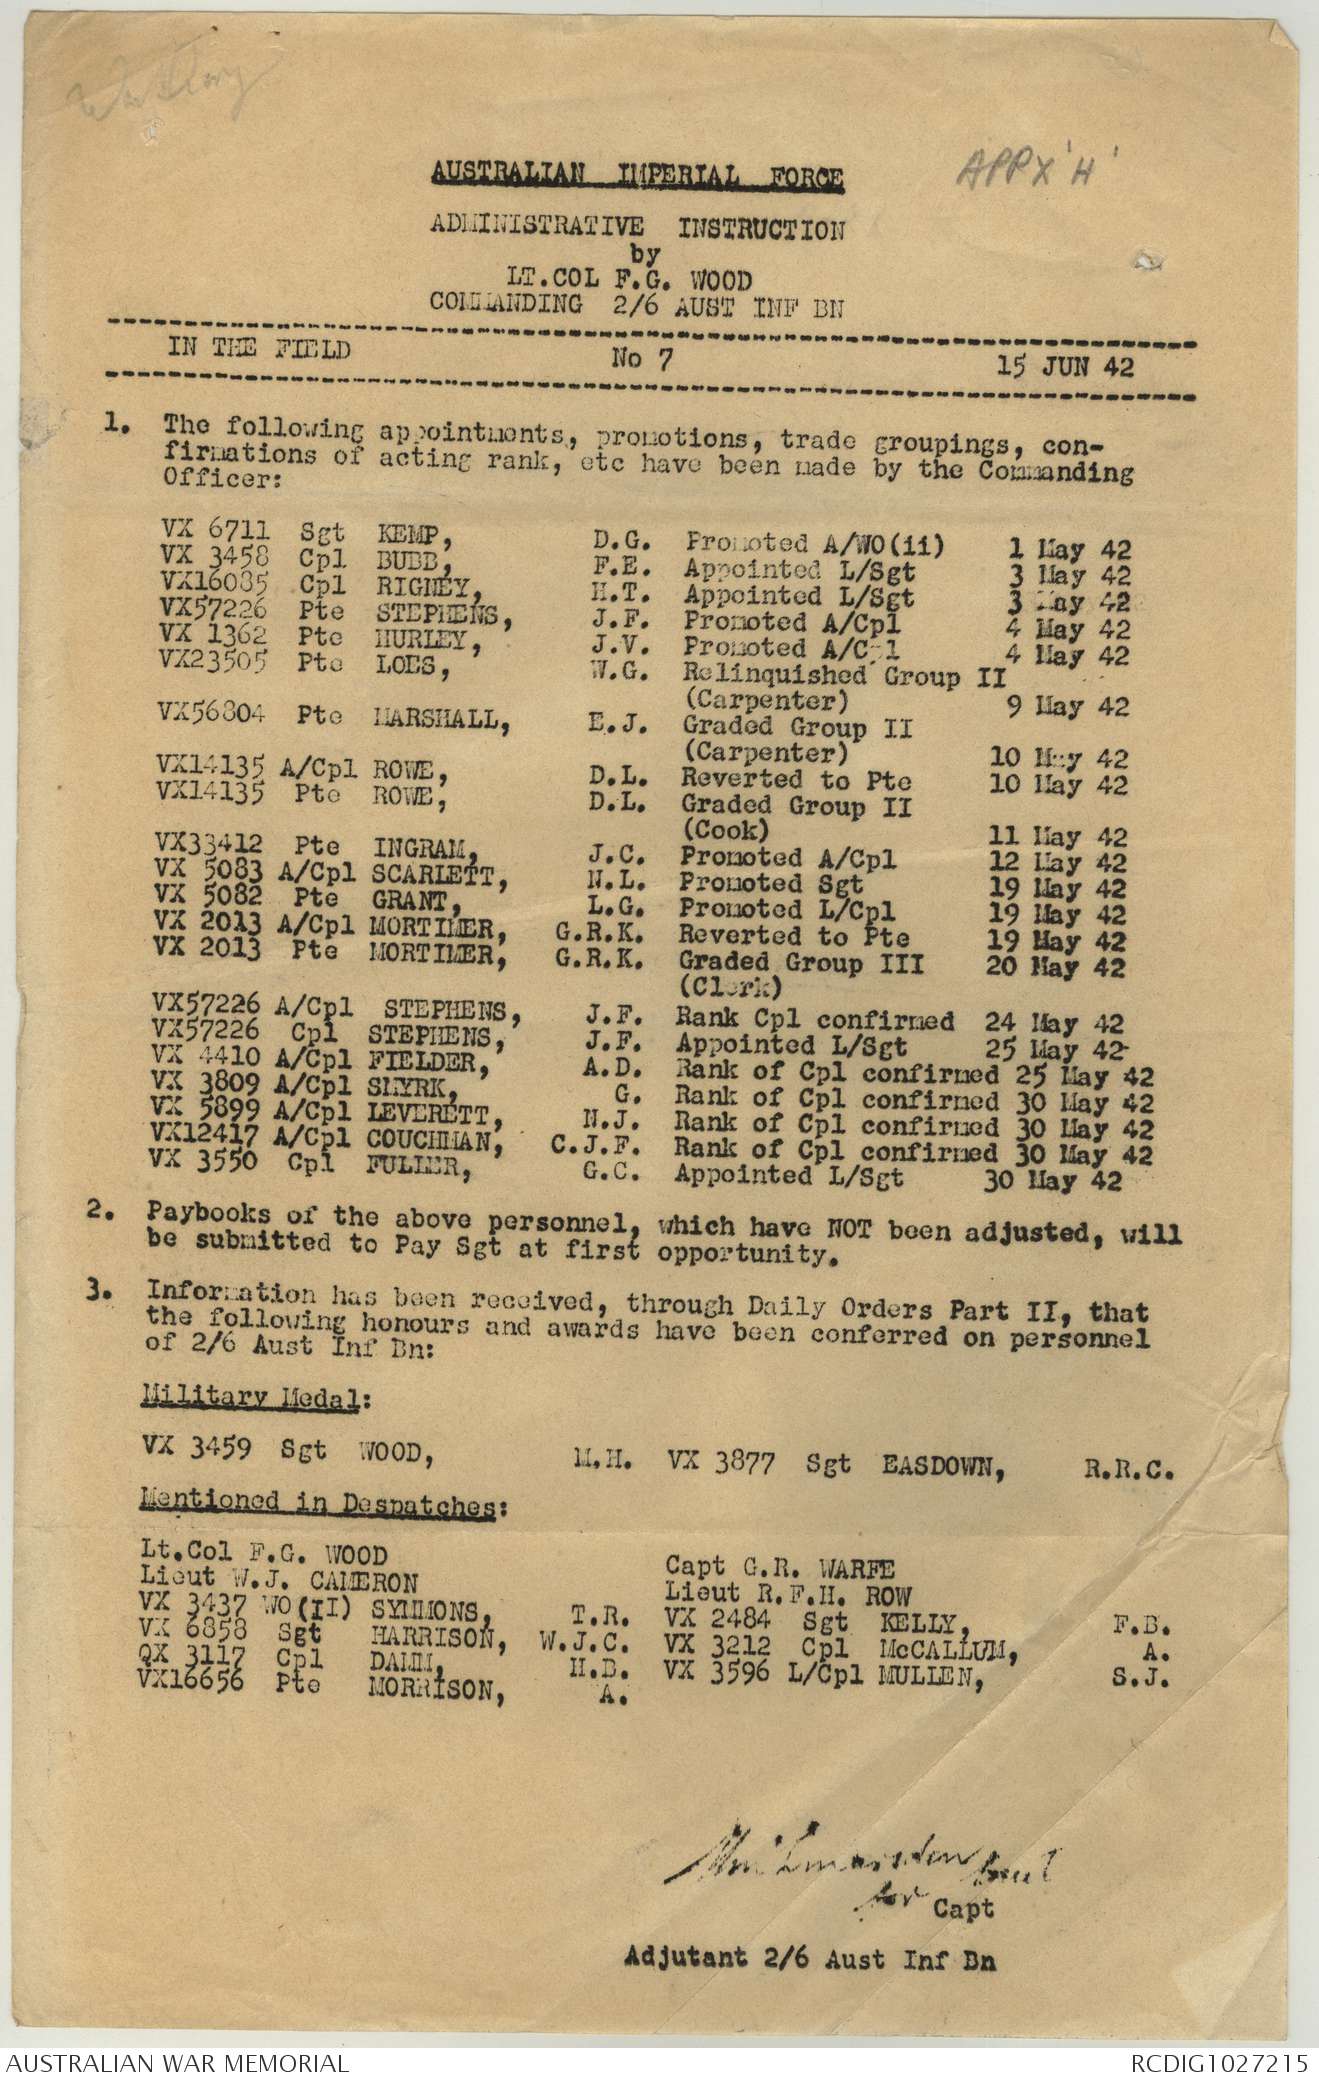 APPX 'H'
AUSTRALIAN IMPERIAL FORCE
ADMINISTRATIVE INSTRUCTION
by
LT.COL F.G. WOOD
COMMANDING 2/6 AUST INF BN
IN THE FIELD No 7 15 JUN 42
1. The following appointments, promotions, trade groupings, con-
firmations of acting rank, etc have been made by the Commanding
Officer:
VX 6711 Sgt KEMP, D.G. Promoted A/WO(ii) 1 May 42
VX 3458 Cpl BUBB, F.E. Appointed L/Sgt 3 May 42
VX16085 Cpl RIGNEY, H.T. Appointed L/Sgt 3 May 42
VX57226 Pte STEPHENS, J.F. Promoted A/Cpl 4 May 42
VX 1362 Pte HURLEY, J.V. Promoted A/Cpl 4 May 42
VX23505 Pte LOES, W.G. Relinquished Group II
(Carpenter) 9 May 42
VX56804 Pte MARSHALL, E.J. Graded Group II
(Carpenter) 10 May 42
VX14135 A/Cpl ROWE, D.L. Reverted to Pte 10 May 42
VX14135 Pte ROWE, D.L. Graded Group II
(Cook) 11 May 42
VX33412 Pte INGRAM, J.C. Promoted A/Cpl 12 May 42
VX 5083 A/Cpl SCARLETT, N.L. Promoted Sgt 19 May 42
VX 5082 Pte GRANT, L.G. Promoted L/Cpl 19 May 42
VX 2013 A/Cpl MORTIMER, G.R.K. Reverted to Pte 19 May 42
VX 2013 Pte MORTIMER, G.R.K. Graded Group III 20 May 42
(Clerk)
VX57226 A/Cpl STEPHENS, J.F. Rank Cpl confirmed 24 May 42
VX57226 Cpl STEPHENS, J.F. Appointed L/Sgt 25 May 42
VX 4410 A/Cpl FIELDER, A.D. Rank of Cpl confirmed 25 May 42
VX 3809 A/Cpl SMYRK, G. Rank of Cpl confirmed 30 May 42
VX 5899 A/Cpl LEVERETT, N.J. Rank of Cpl confirmed 30 May 42
VX12417 A/Cpl COUCHMAN, C.J.F. Rank of Cpl confirmed 30 May 42
VX 3550 Cpl FULLER, G.C. Appointed L/Sgt 30 May 42
2. Paybooks of the above personnel, which have NOT been adjusted, will
be submitted to Pay Sgt at first opportunity.
3. Information has been received, through Daily Orders Part II, that
the following honours and awards have been conferred on personnel
of 2/6 Aust Inf Bn:
Military Medal:
VX 3459 Sgt WOOD, M.H. VX 3877 Sgt EASDOWN, R.R.C.
Mentioned in Despatches:
Lt.Col F.G. WOOD Capt G.R. WARFE
Lieut W.J. CAMERON Lieut R.F.H. ROW
VX 3437 WO(II) SYMMONS, T.R. VX 2484 Sgt KELLY, F.B.
VX 6858 Sgt HARRISON, W.J.C. VX 3212 Cpl McCALLUM, A.
QX 3117 Cpl DAMM, H.B. VX 3596 L/Cpl MULLEN, S.J.
VX16656 Pte MORRISON, A.
for Capt
Adjutant 2/6 Aust Inf Bn
AUSTRALIAN WAR MEMORIAL RCDIG1027215